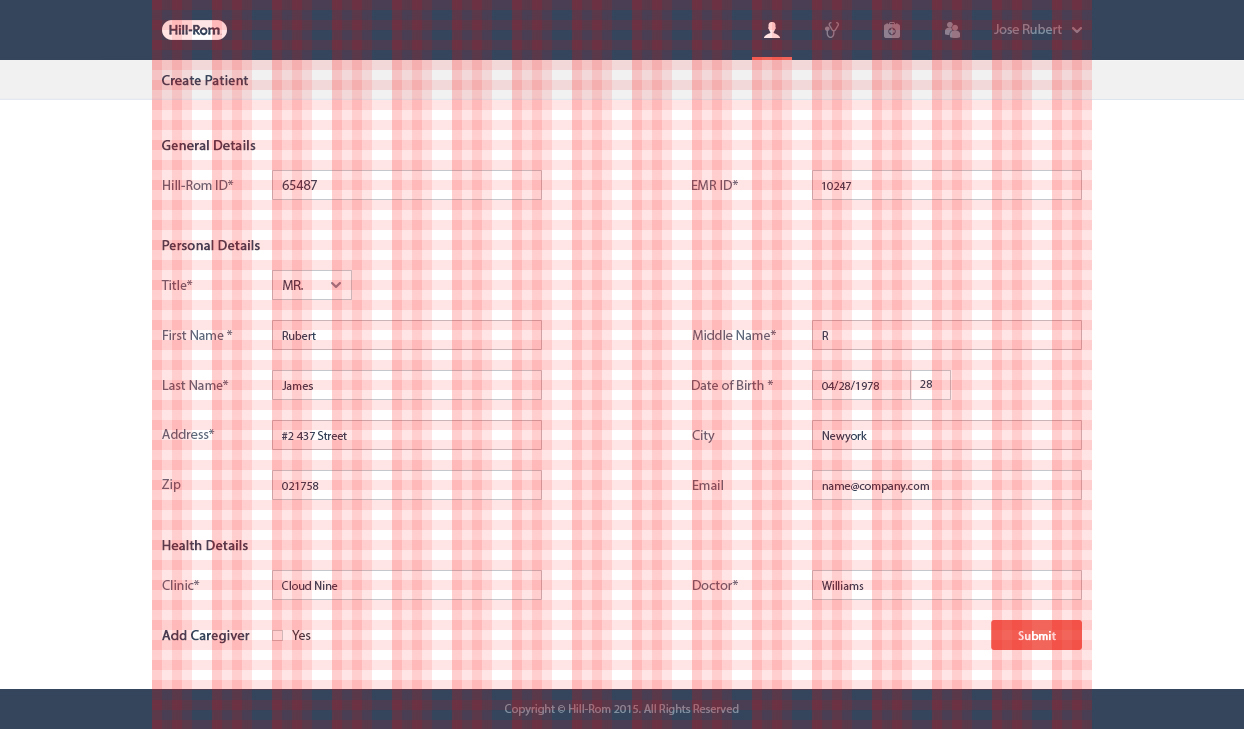 Hill-Rom Jose Rubert
Create Patient
General Details
Hill-Rom ID* 65487 EMR ID* 10247
Personal Details
Title* MR.
First Name * Rubert Middle Name* R
Last Name* James Date of Birth * 04/28/1978 28
Address* #2 437 Street City Newyork
Zip 021758 Email name@company.com
Health Details
Clinic* Cloud Nine Doctor* Williams
Add Caregiver Yes Submit
Copyright © Hill-Rom 2015. All Rights Reserved